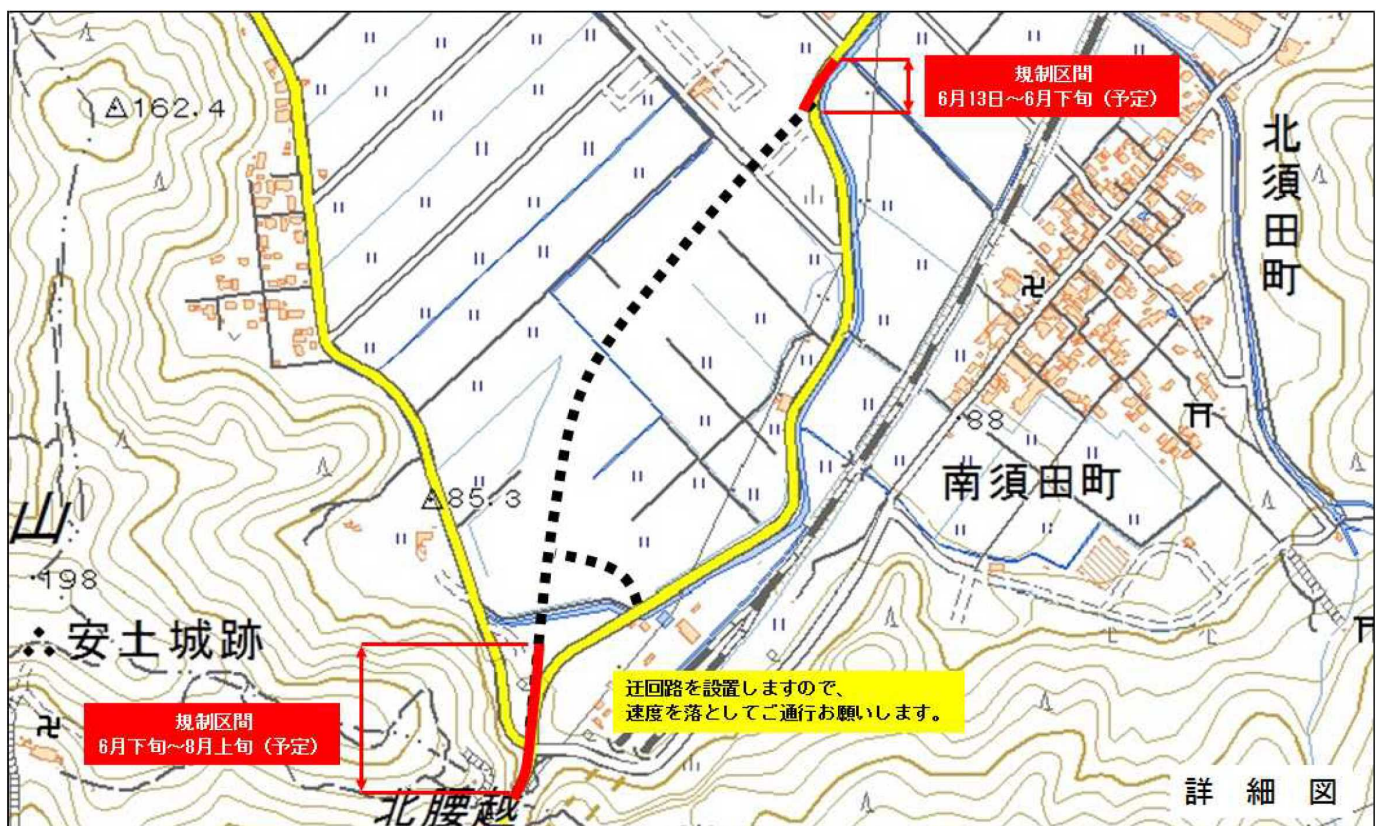 規制区間
6月13日～6月下旬（予定）
162.4
北須田町
88
南須田町
85.3
山
198
安土城跡
規制区間
6月下旬～8月上旬（予定）
迂回路を設置しますので、
速度を落としてご通行お願いします。
北腰越
詳細図